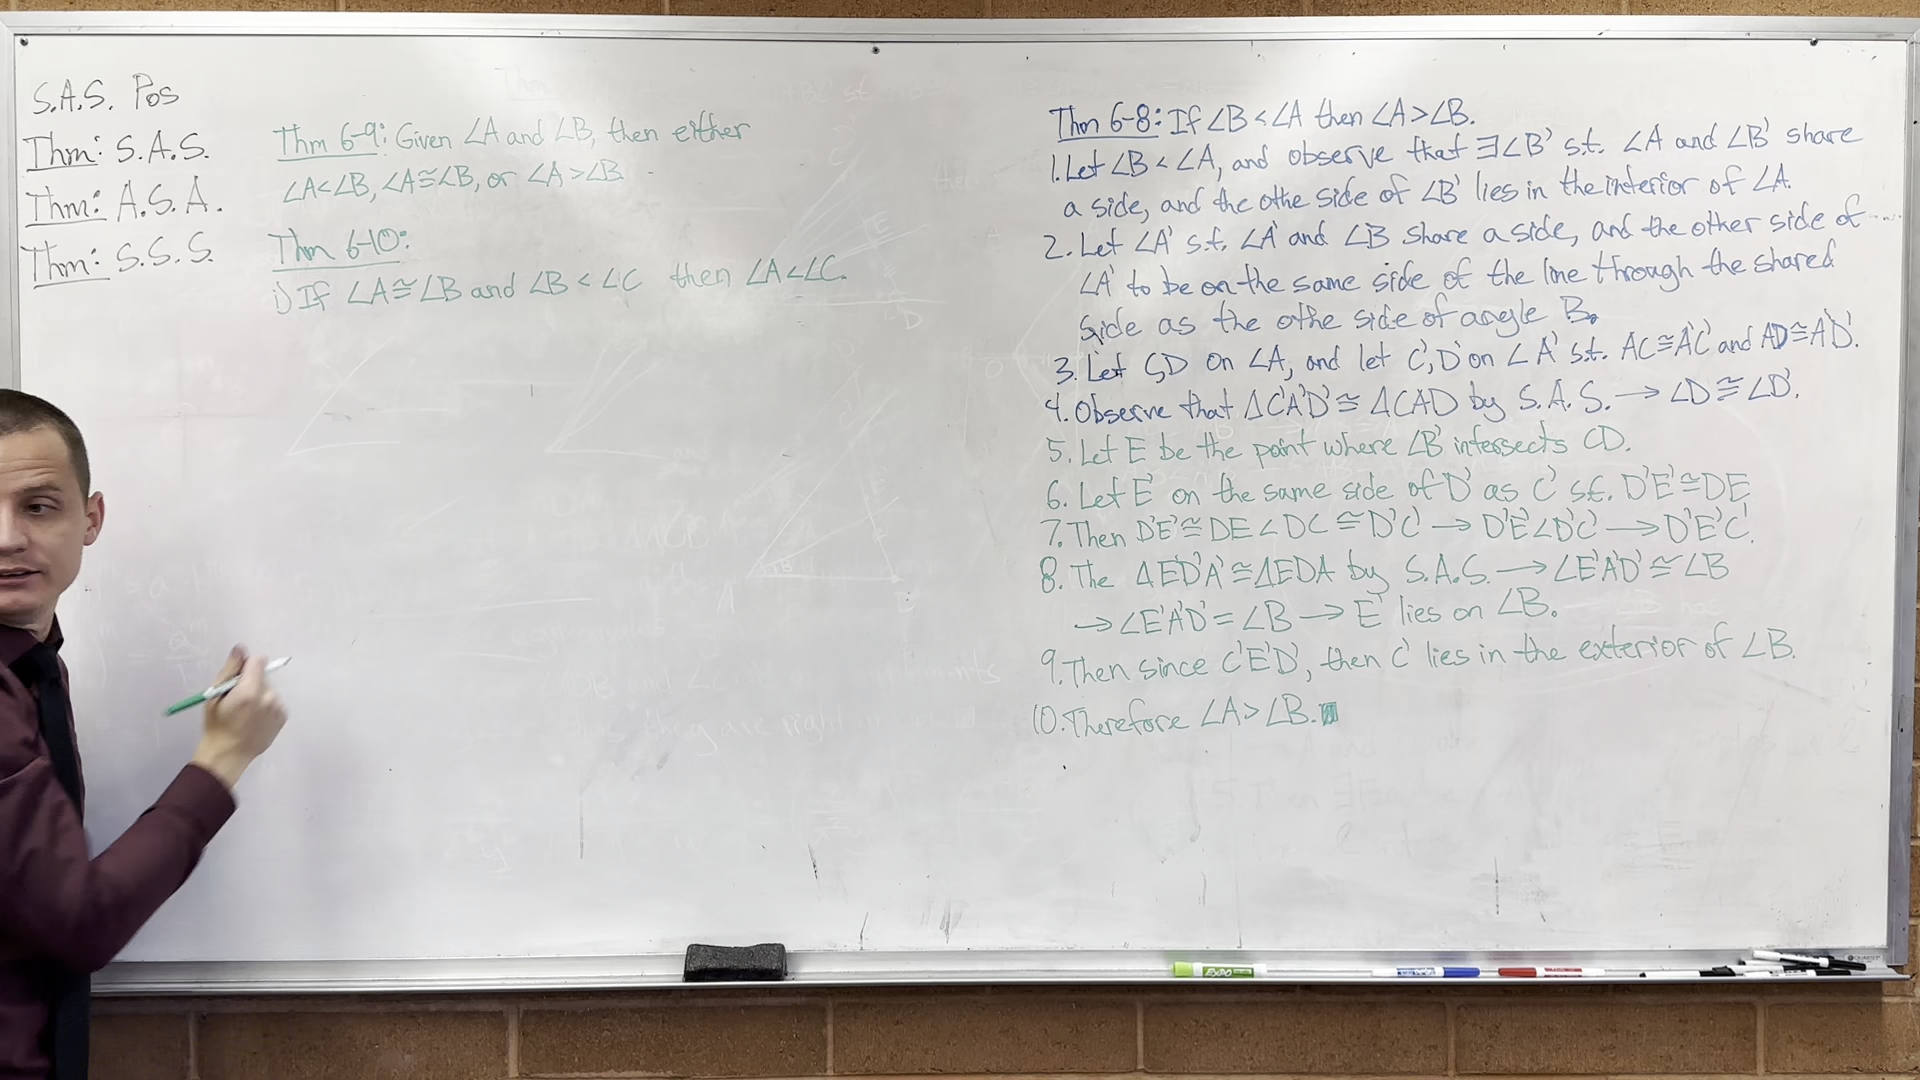 S.A.S. Pos
Thm: S.A.S.
Thm: A.S.A.
Thm: S.S.S.
Thm 6-9: Given ∠A and ∠B, then either
∠A<∠B, ∠A≅∠B, or ∠A>∠B.
Thm 6-10:
i) If ∠A≅∠B and ∠B<∠C then ∠A<∠C.
Thm 6-8: If ∠B<∠A then ∠A>∠B.
1. Let ∠B<∠A, and observe that ∃∠B' s.t. ∠A and ∠B' share
a side, and the othe side of ∠B' lies in the interior of ∠A.
2. Let ∠A' s.t. ∠A' and ∠B share a side, and the other side of
∠A' to be on the same side of the line through the shared
side as the othe side of angle B.
3. Let C,D on ∠A, and let C',D' on ∠A' s.t. AC≅A'C' and AD≅A'D'.
4. Observe that ΔC'A'D'≅ΔCAD by S.A.S. → ∠D≅∠D'.
5. Let E be the point where ∠B' intersects CD.
6. Let E' on the same side of D' as C' s.t. D'E'≅DE
7. Then D'E'≅DE<DC≅D'C' → D'E'<D'C' → D'E'C'.
8. The ΔE'D'A'≅ΔEDA by S.A.S. → ∠E'A'D'≅∠B
→ ∠E'A'D'=∠B → E' lies on ∠B.
9. Then since C'E'D', then C' lies in the exterior of ∠B.
10. Therefore ∠A>∠B.
EXPO